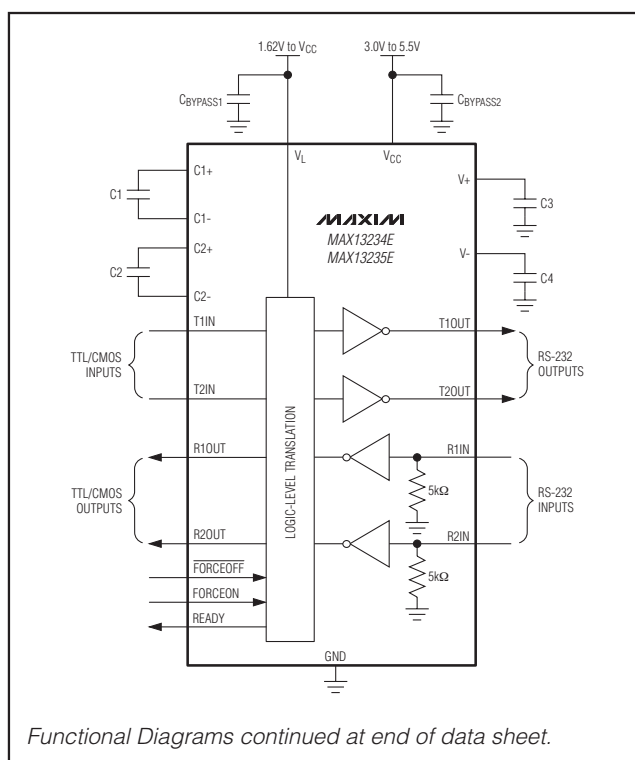 1.62V to VCC
3.0V to 5.5V
CBYPASS1
CBYPASS2
VL
VCC
C1+
V+
C1
C3
C1-
MAXIM
C2+
MAX13234E
MAX13235E
V-
C2
C4
C2-
T1IN
T1OUT
TTL/CMOS
INPUTS
RS-232
OUTPUTS
T2IN
T2OUT
LOGIC-LEVEL TRANSLATION
R1OUT
R1IN
TTL/CMOS
OUTPUTS
5kΩ
RS-232
INPUTS
R2OUT
R2IN
FORCEOFF
5kΩ
FORCEON
READY
GND
Functional Diagrams continued at end of data sheet.